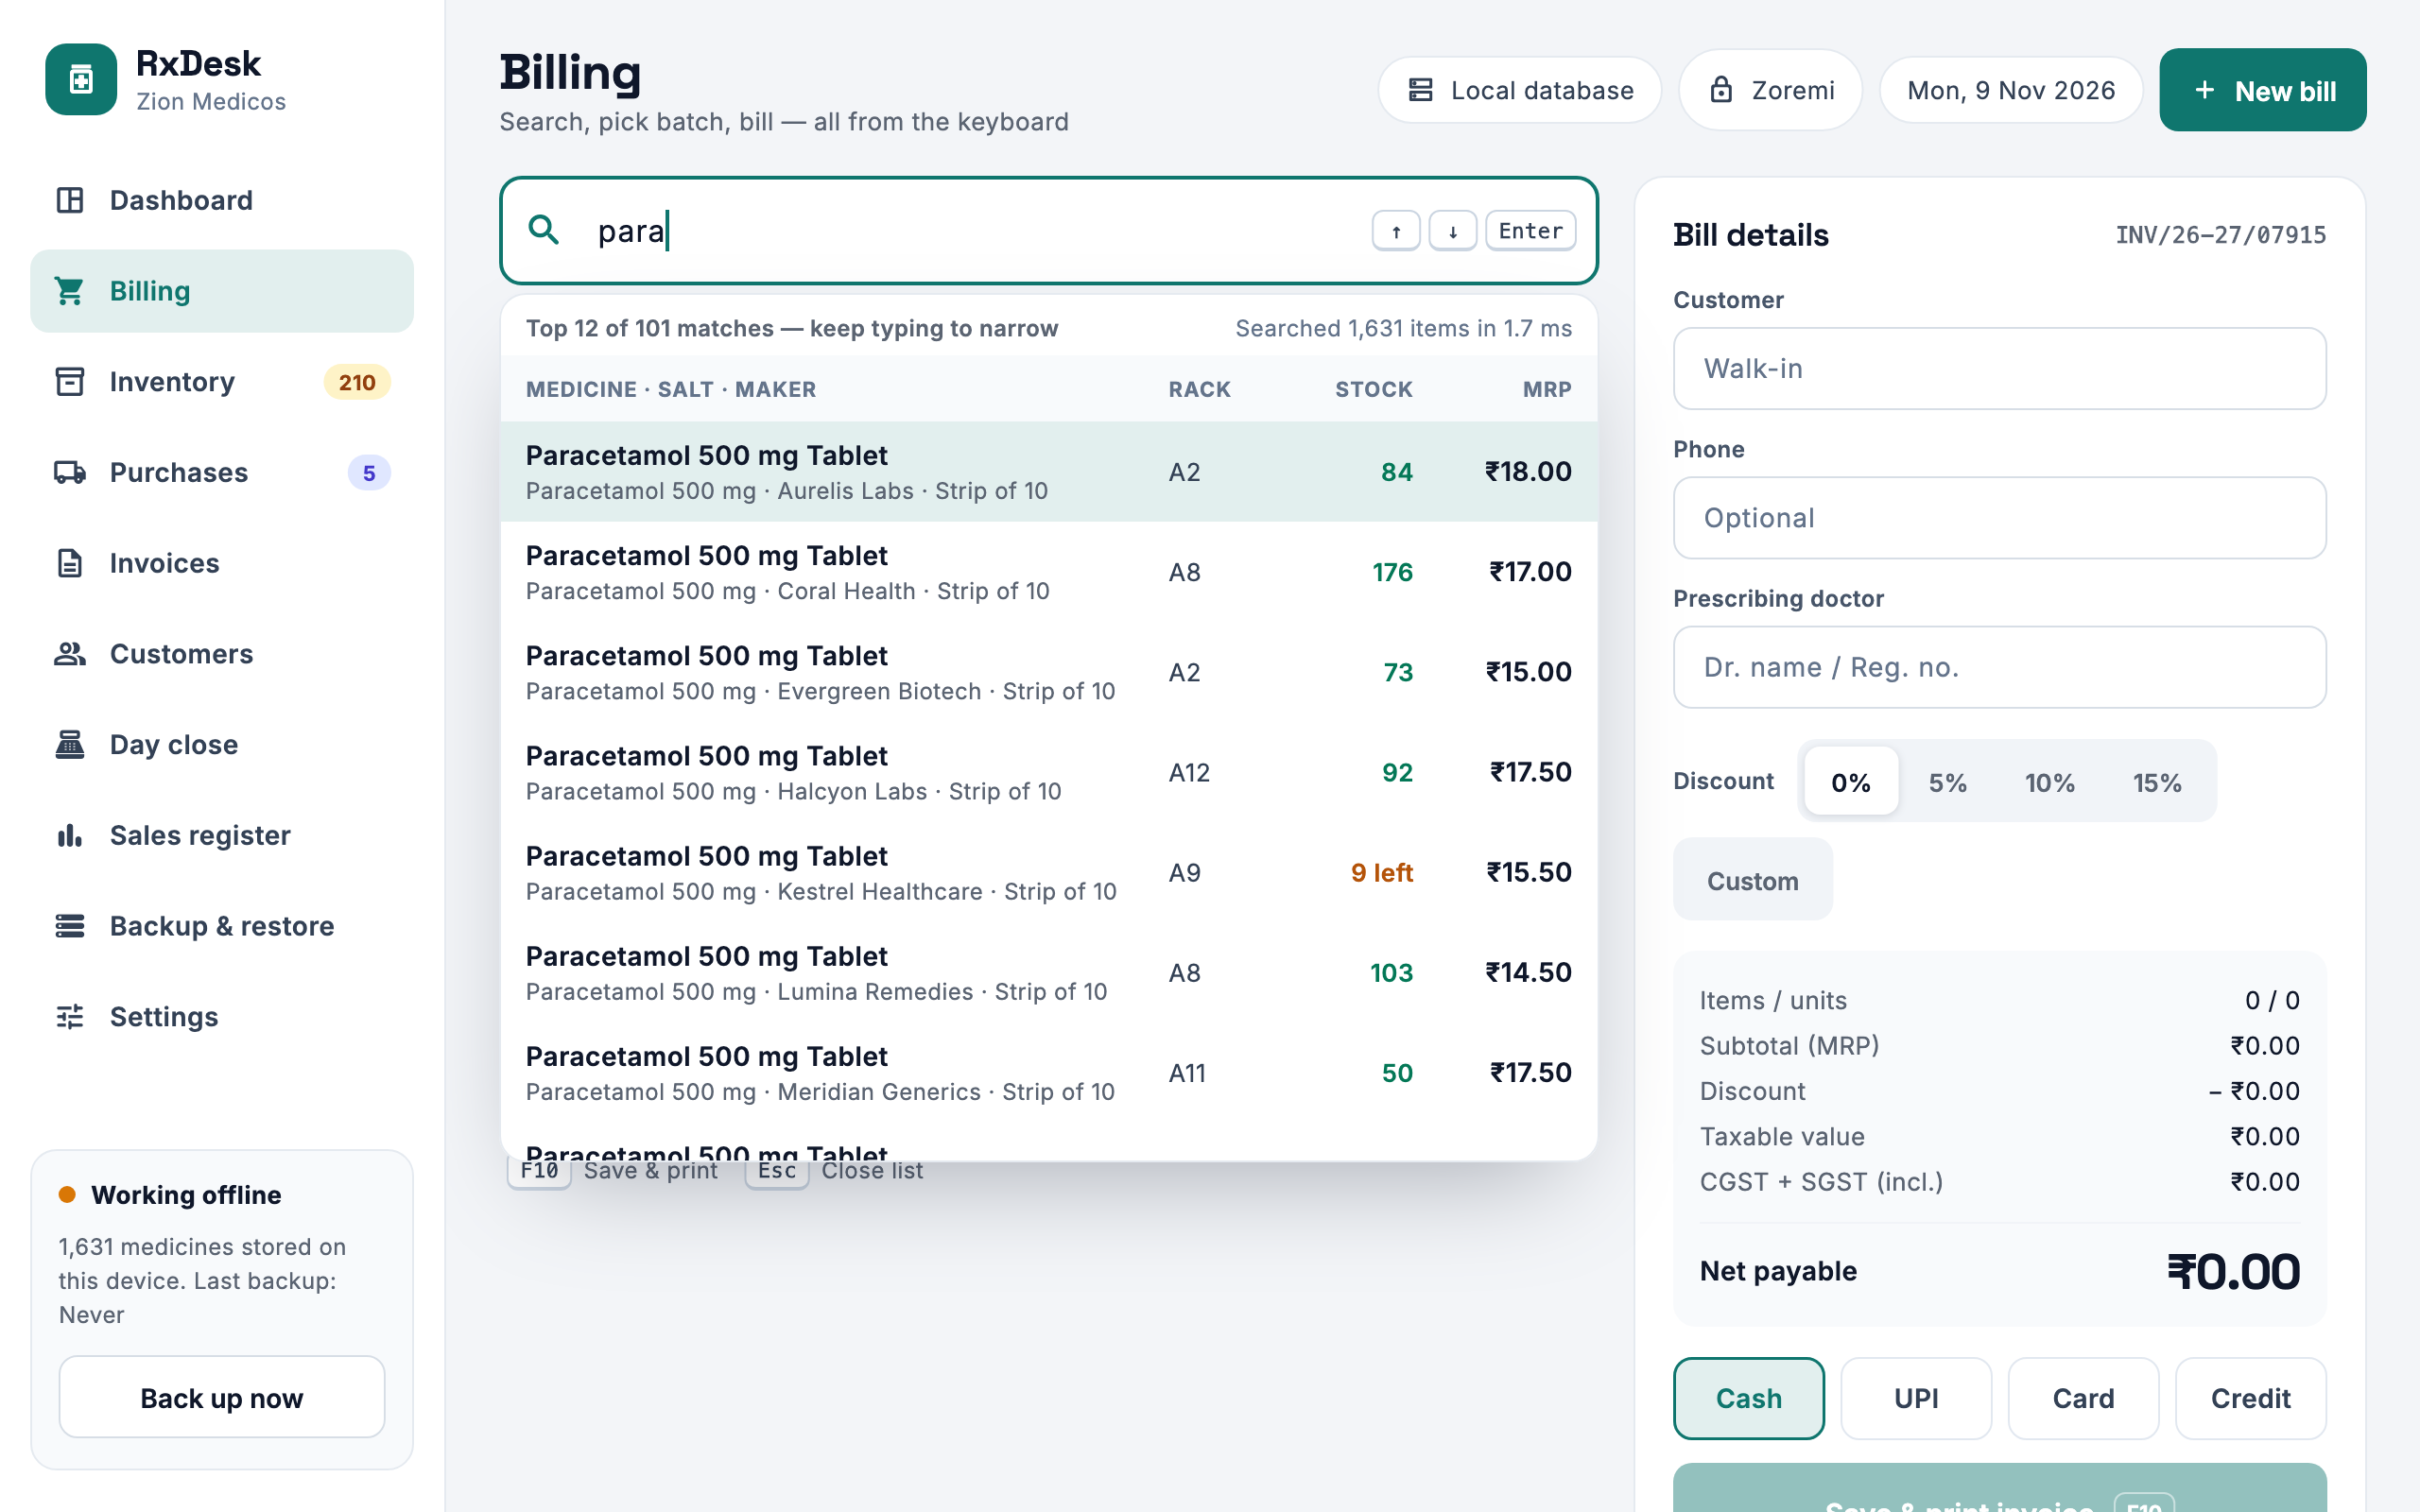 RxDesk
Zion Medicos
Dashboard
Billing
Inventory 210
Purchases 5
Invoices
Customers
Day close
Sales register
Backup & restore
Settings
Working offline
1,631 medicines stored on
this device. Last backup:
Never
Back up now
Billing
Search, pick batch, bill — all from the keyboard
Local database
Zoremi
Mon, 9 Nov 2026
+ New bill
para
↑ ↓ Enter
Top 12 of 101 matches — keep typing to narrow
Searched 1,631 items in 1.7 ms
MEDICINE · SALT · MAKER RACK STOCK MRP
Paracetamol 500 mg Tablet
Paracetamol 500 mg · Aurelis Labs · Strip of 10
A2 84 ₹18.00
Paracetamol 500 mg Tablet
Paracetamol 500 mg · Coral Health · Strip of 10
A8 176 ₹17.00
Paracetamol 500 mg Tablet
Paracetamol 500 mg · Evergreen Biotech · Strip of 10
A2 73 ₹15.00
Paracetamol 500 mg Tablet
Paracetamol 500 mg · Halcyon Labs · Strip of 10
A12 92 ₹17.50
Paracetamol 500 mg Tablet
Paracetamol 500 mg · Kestrel Healthcare · Strip of 10
A9 9 left ₹15.50
Paracetamol 500 mg Tablet
Paracetamol 500 mg · Lumina Remedies · Strip of 10
A8 103 ₹14.50
Paracetamol 500 mg Tablet
Paracetamol 500 mg · Meridian Generics · Strip of 10
A11 50 ₹17.50
Paracetamol 500 mg Tablet
F10 Save & print Esc Close list
Bill details
INV/26-27/07915
Customer
Walk-in
Phone
Optional
Prescribing doctor
Dr. name / Reg. no.
Discount 0% 5% 10% 15%
Custom
Items / units 0 / 0
Subtotal (MRP) ₹0.00
Discount − ₹0.00
Taxable value ₹0.00
CGST + SGST (incl.) ₹0.00
Net payable ₹0.00
Cash UPI Card Credit
Save & print invoice F10